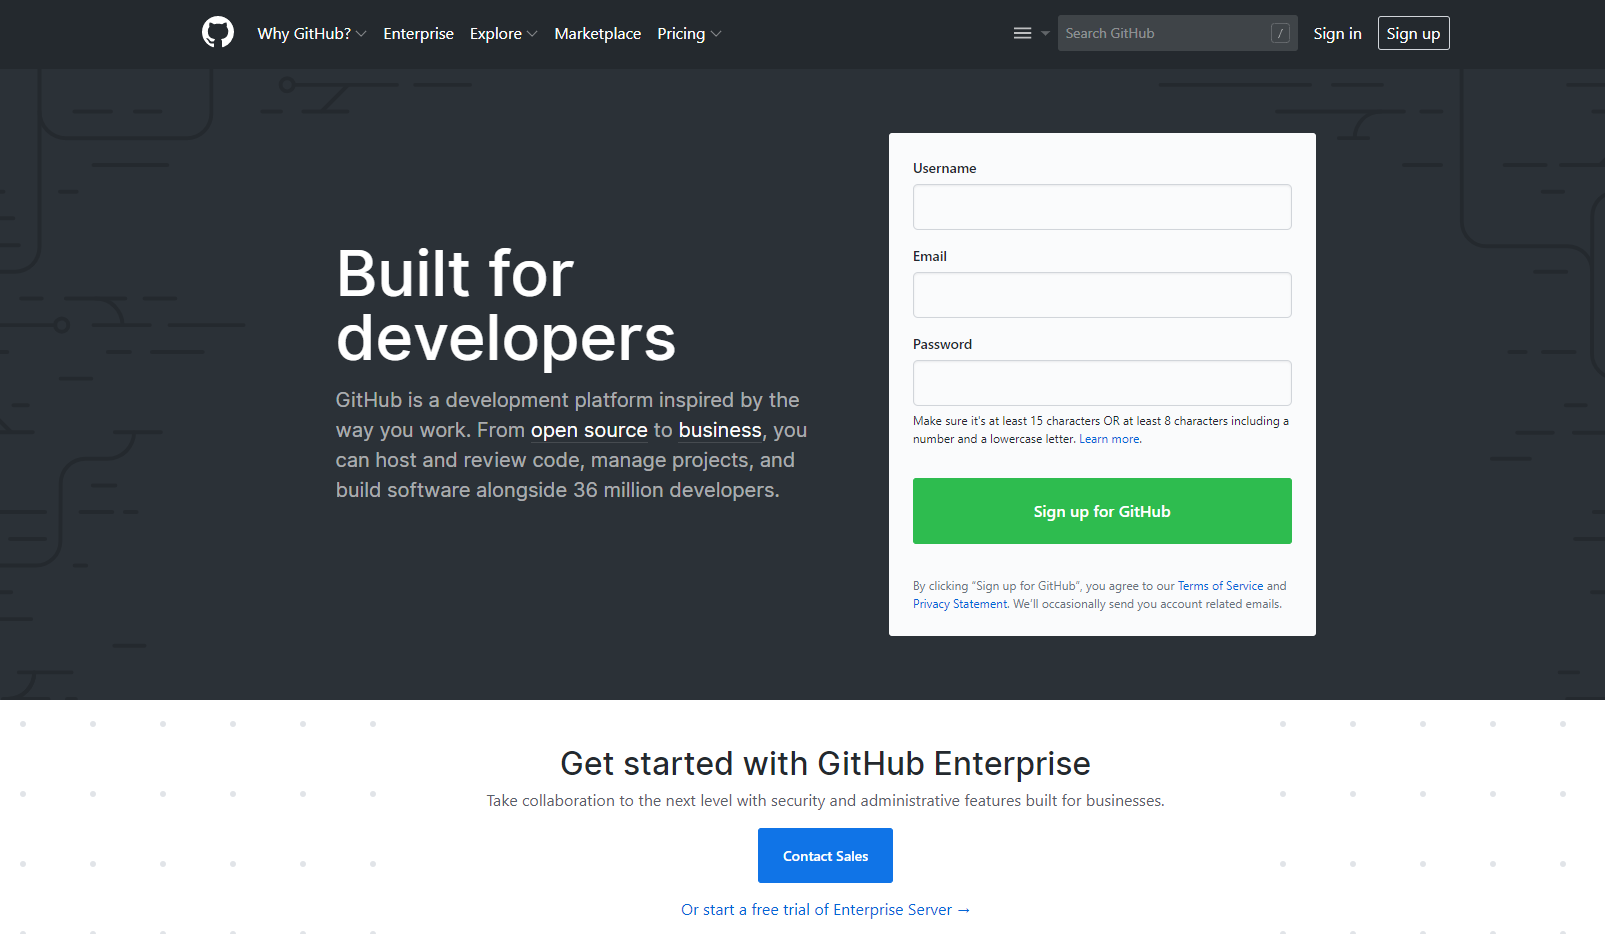 Why GitHub? Enterprise Explore Marketplace Pricing Search GitHub / Sign in Sign up
Built for
developers
GitHub is a development platform inspired by the
way you work. From open source to business, you
can host and review code, manage projects, and
build software alongside 36 million developers.
Username
Email
Password
Make sure it's at least 15 characters OR at least 8 characters including a
number and a lowercase letter. Learn more.
Sign up for GitHub
By clicking “Sign up for GitHub”, you agree to our Terms of Service and
Privacy Statement. We’ll occasionally send you account related emails.
Get started with GitHub Enterprise
Take collaboration to the next level with security and administrative features built for businesses.
Contact Sales
Or start a free trial of Enterprise Server →